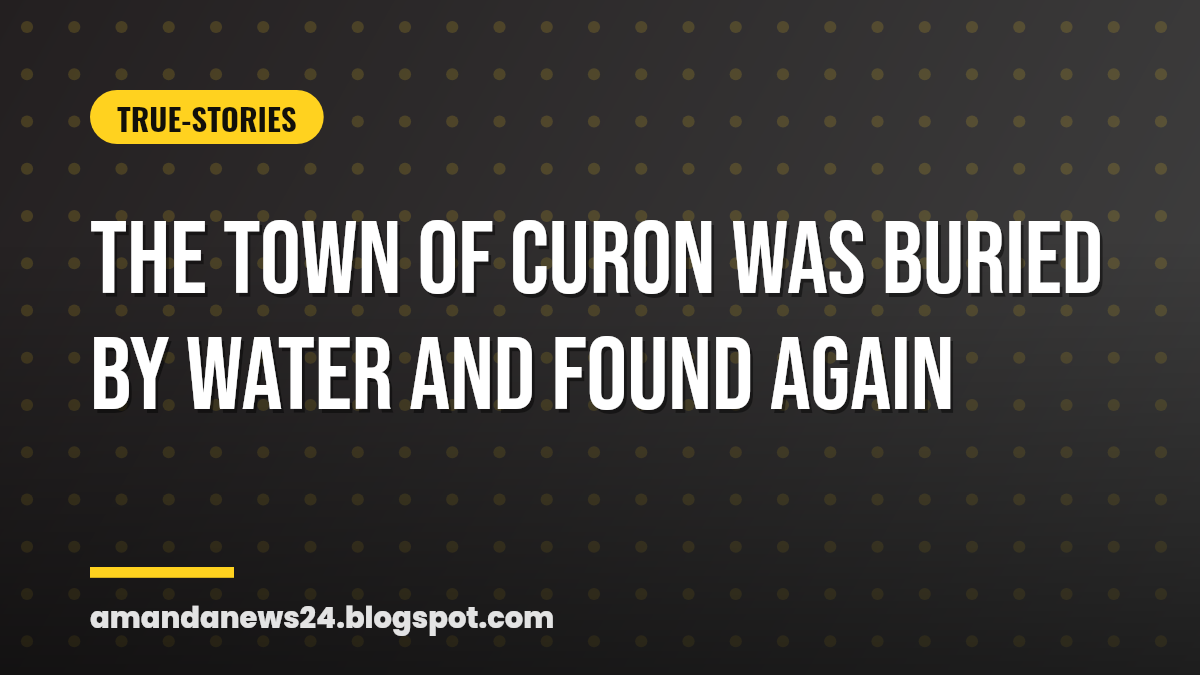 TRUE-STORIES
THE TOWN OF CURON WAS BURIED
BY WATER AND FOUND AGAIN
amandanews24.blogspot.com